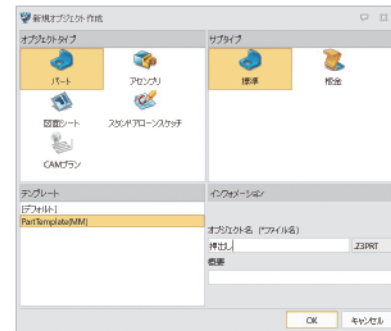 新規オブジェクト作成
オブジェクトタイプ
サブタイプ
パート
アセンブリ
標準
板金
図面シート
スタンドアローンスケッチ
CAMプラン
テンプレート
インフォメーション
[デフォルト]
PartTemplate(MM)
オブジェクト名 (*ファイル名)
押出し
.Z3PRT
概要
OK
キャンセル